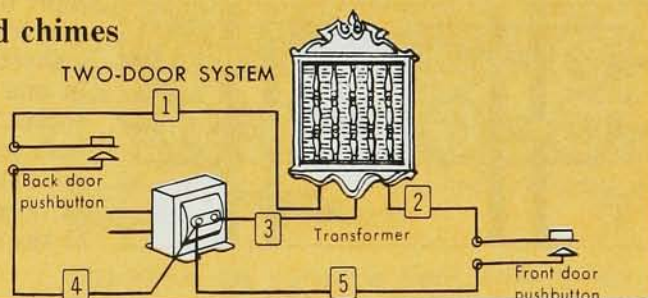 d chimes
TWO-DOOR SYSTEM
1
Back door
pushbutton
2
3
Transformer
4
5
Front door
pushbutton